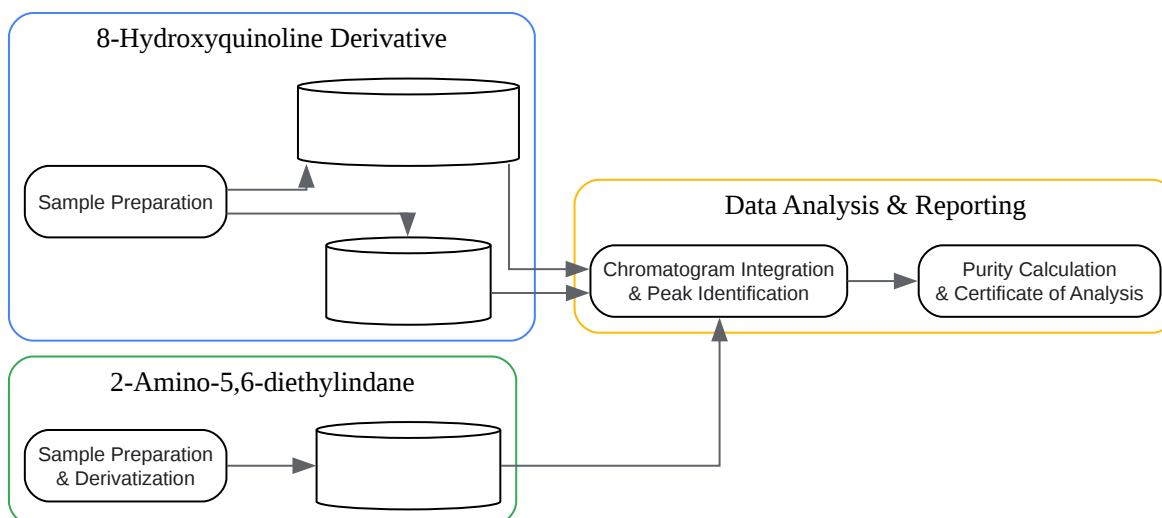 8-Hydroxyquinoline Derivative
Sample Preparation
Data Analysis & Reporting
Chromatogram Integration
& Peak Identification
Purity Calculation
& Certificate of Analysis
2-Amino-5,6-diethylindane
Sample Preparation
& Derivatization